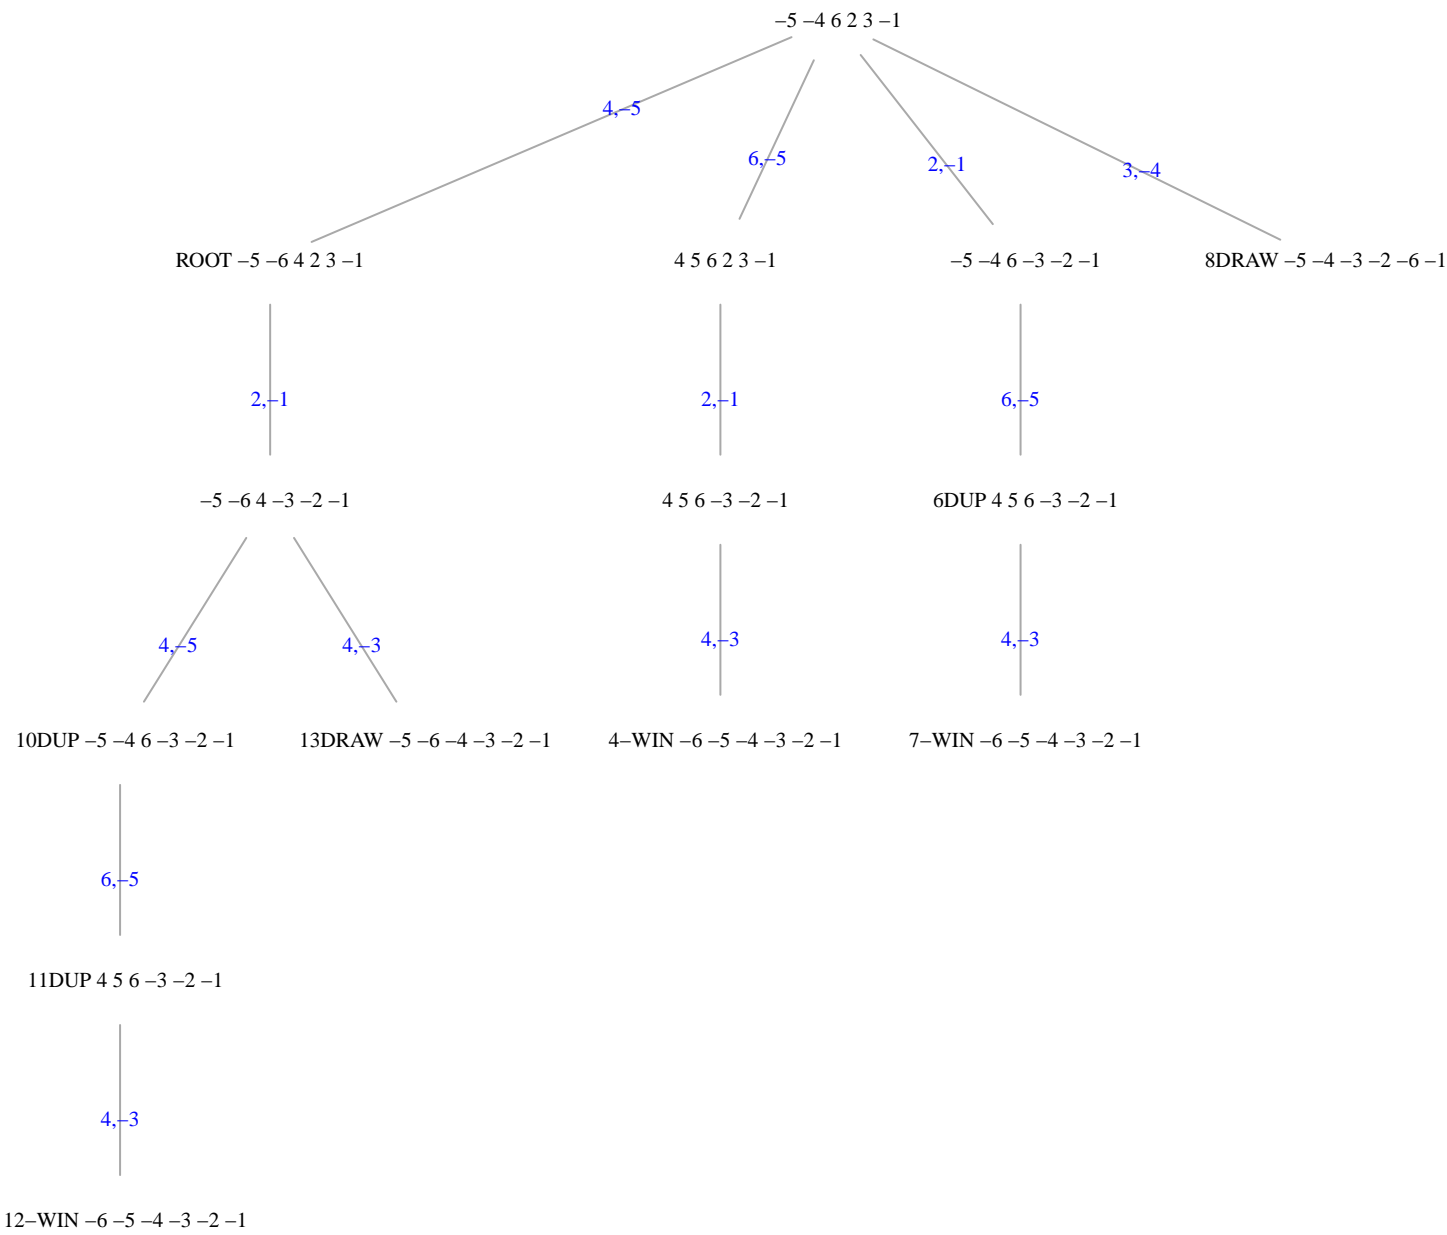 –5 –4 6 2 3 –1
4,–5
6,–5
2,–1
3,–4
ROOT –5 –6 4 2 3 –1
4 5 6 2 3 –1
–5 –4 6 –3 –2 –1
8DRAW –5 –4 –3 –2 –6 –1
2,–1
2,–1
6,–5
–5 –6 4 –3 –2 –1
4 5 6 –3 –2 –1
6DUP 4 5 6 –3 –2 –1
4,–5
4,–3
4,–3
4,–3
10DUP –5 –4 6 –3 –2 –1
13DRAW –5 –6 –4 –3 –2 –1
4–WIN –6 –5 –4 –3 –2 –1
7–WIN –6 –5 –4 –3 –2 –1
6,–5
11DUP 4 5 6 –3 –2 –1
4,–3
12–WIN –6 –5 –4 –3 –2 –1